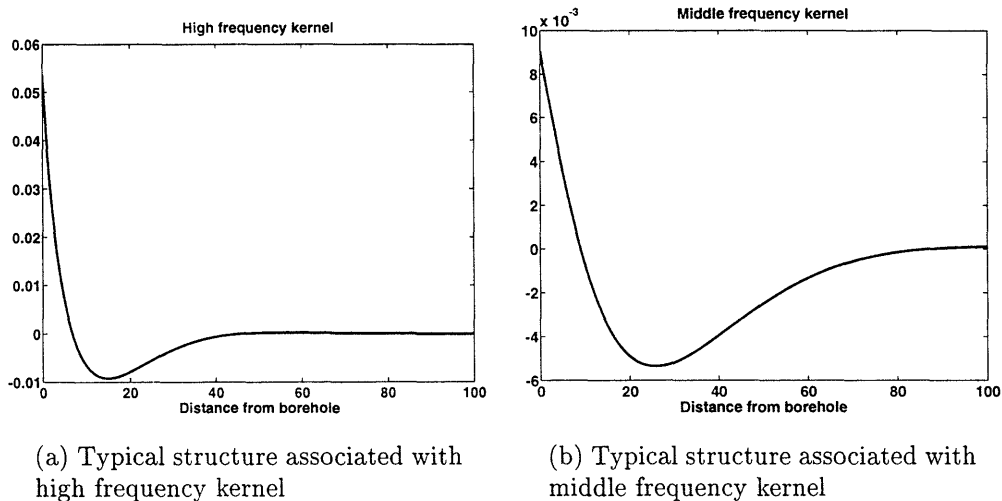 High frequency kernel
0.06
0.05
0.04
0.03
0.02
0.01
0
-0.01
0 20 40 60 80 100
Distance from borehole
(a) Typical structure associated with
high frequency kernel
Middle frequency kernel
10 x 10⁻³
8
6
4
2
0
-2
-4
-6
0 20 40 60 80 100
Distance from borehole
(b) Typical structure associated with
middle frequency kernel